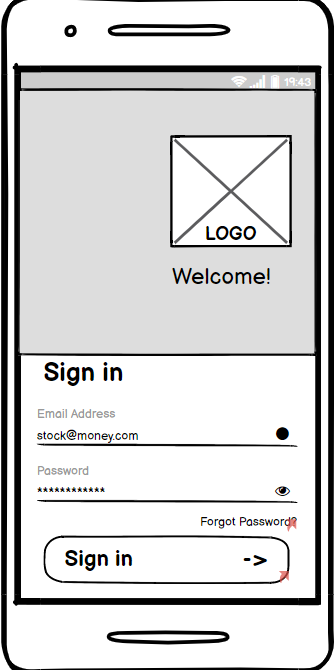 19:43
LOGO
Welcome!
Sign in
Email Address
stock@money.com
Password
************
Forgot Password?
Sign in ->